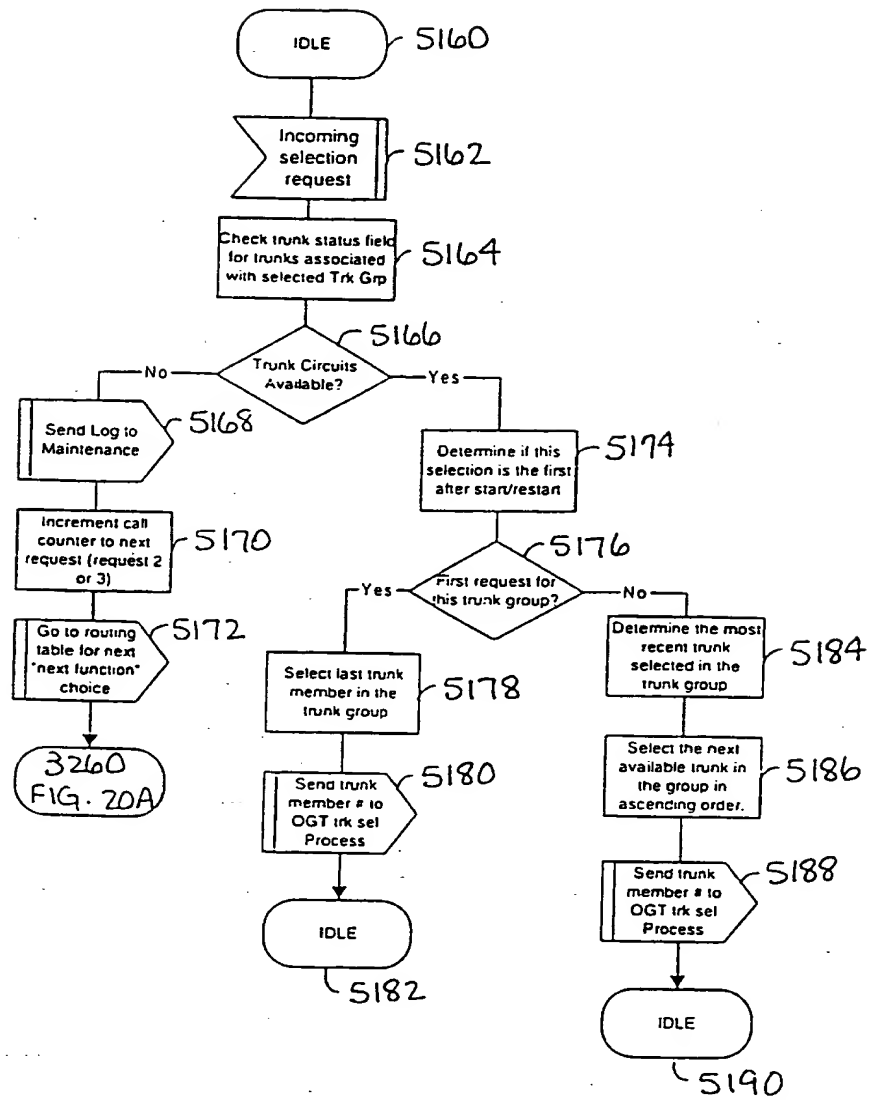 IDLE
5160
Incoming
selection
request
5162
Check trunk status field
for trunks associated
with selected Trk Grp
5164
5166
Trunk Circuits
Available?
No
Yes
Send Log to
Maintenance
5168
Increment call
counter to next
request (request 2
or 3)
5170
Go to routing
table for next
"next function"
choice
5172
3260
FIG. 20A
Determine if this
selection is the first
after start/restart
5174
5176
First request for
this trunk group?
Yes
No
Select last trunk
member in the
trunk group
5178
Send trunk
member # to
OGT trk sel
Process
5180
IDLE
5182
Determine the most
recent trunk
selected in the
trunk group
5184
Select the next
available trunk in
the group in
ascending order.
5186
Send trunk
member # to
OGT trk sel
Process
5188
IDLE
5190